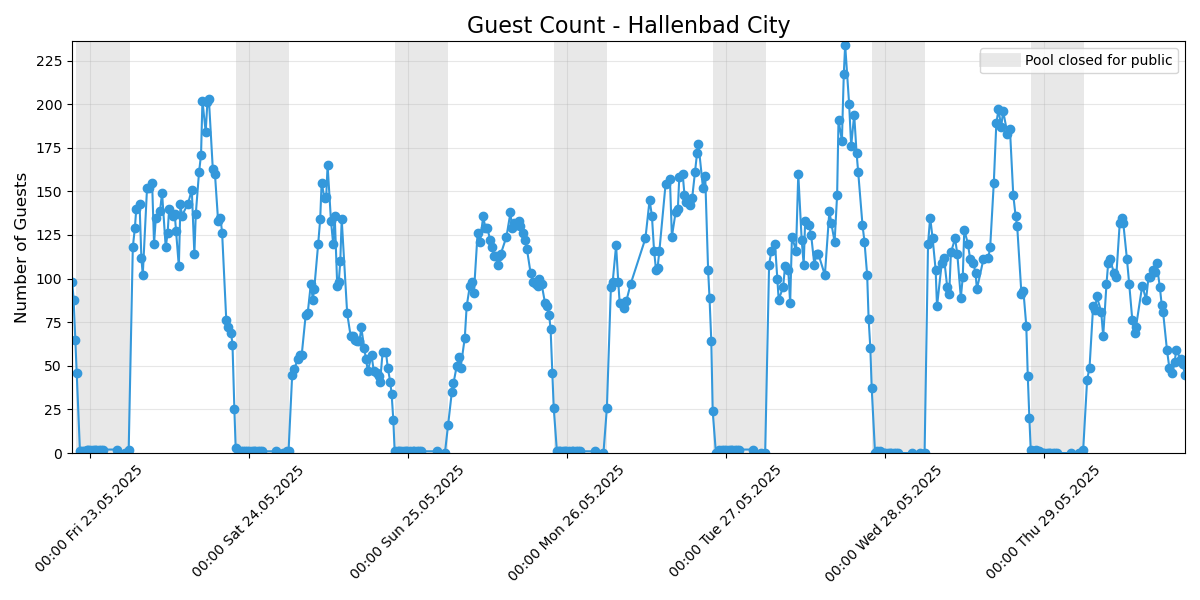 Guest Count - Hallenbad City
Pool closed for public
Number of Guests
225
200
175
150
125
100
75
50
25
0
00:00 Fri 23.05.2025
00:00 Sat 24.05.2025
00:00 Sun 25.05.2025
00:00 Mon 26.05.2025
00:00 Tue 27.05.2025
00:00 Wed 28.05.2025
00:00 Thu 29.05.2025